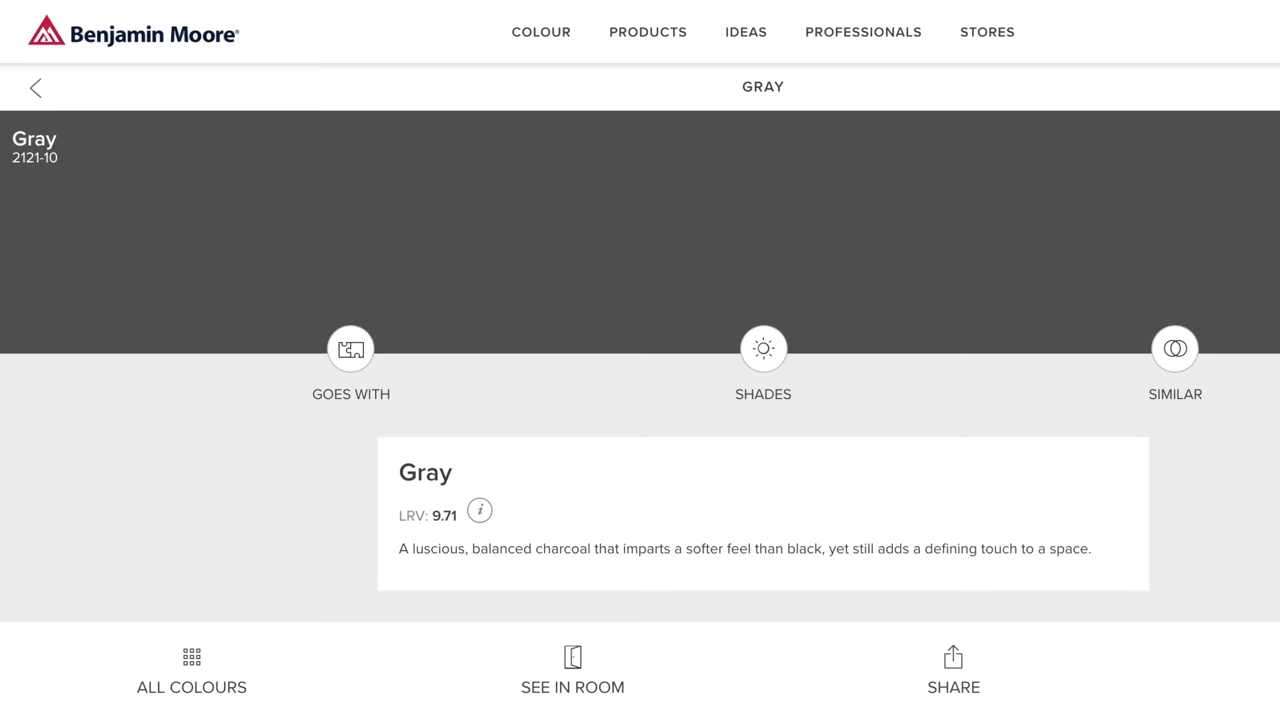 Benjamin Moore®
COLOUR PRODUCTS IDEAS PROFESSIONALS STORES
GRAY
Gray
2121-10
GOES WITH SHADES SIMILAR
Gray
LRV: 9.71 i
A luscious, balanced charcoal that imparts a softer feel than black, yet still adds a defining touch to a space.
ALL COLOURS SEE IN ROOM SHARE